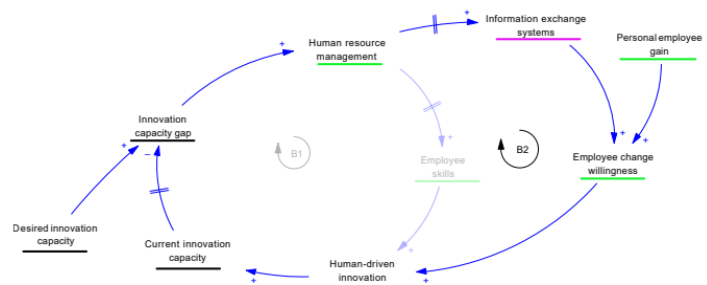 Information exchange
systems
Personal employee
gain
Human resource
management
Innovation
capacity gap
B1
B2
Employee
skills
Employee change
willingness
Desired innovation
capacity
Current innovation
capacity
Human-driven
innovation
+
+
+
+
+
−
+
+
+
+
+